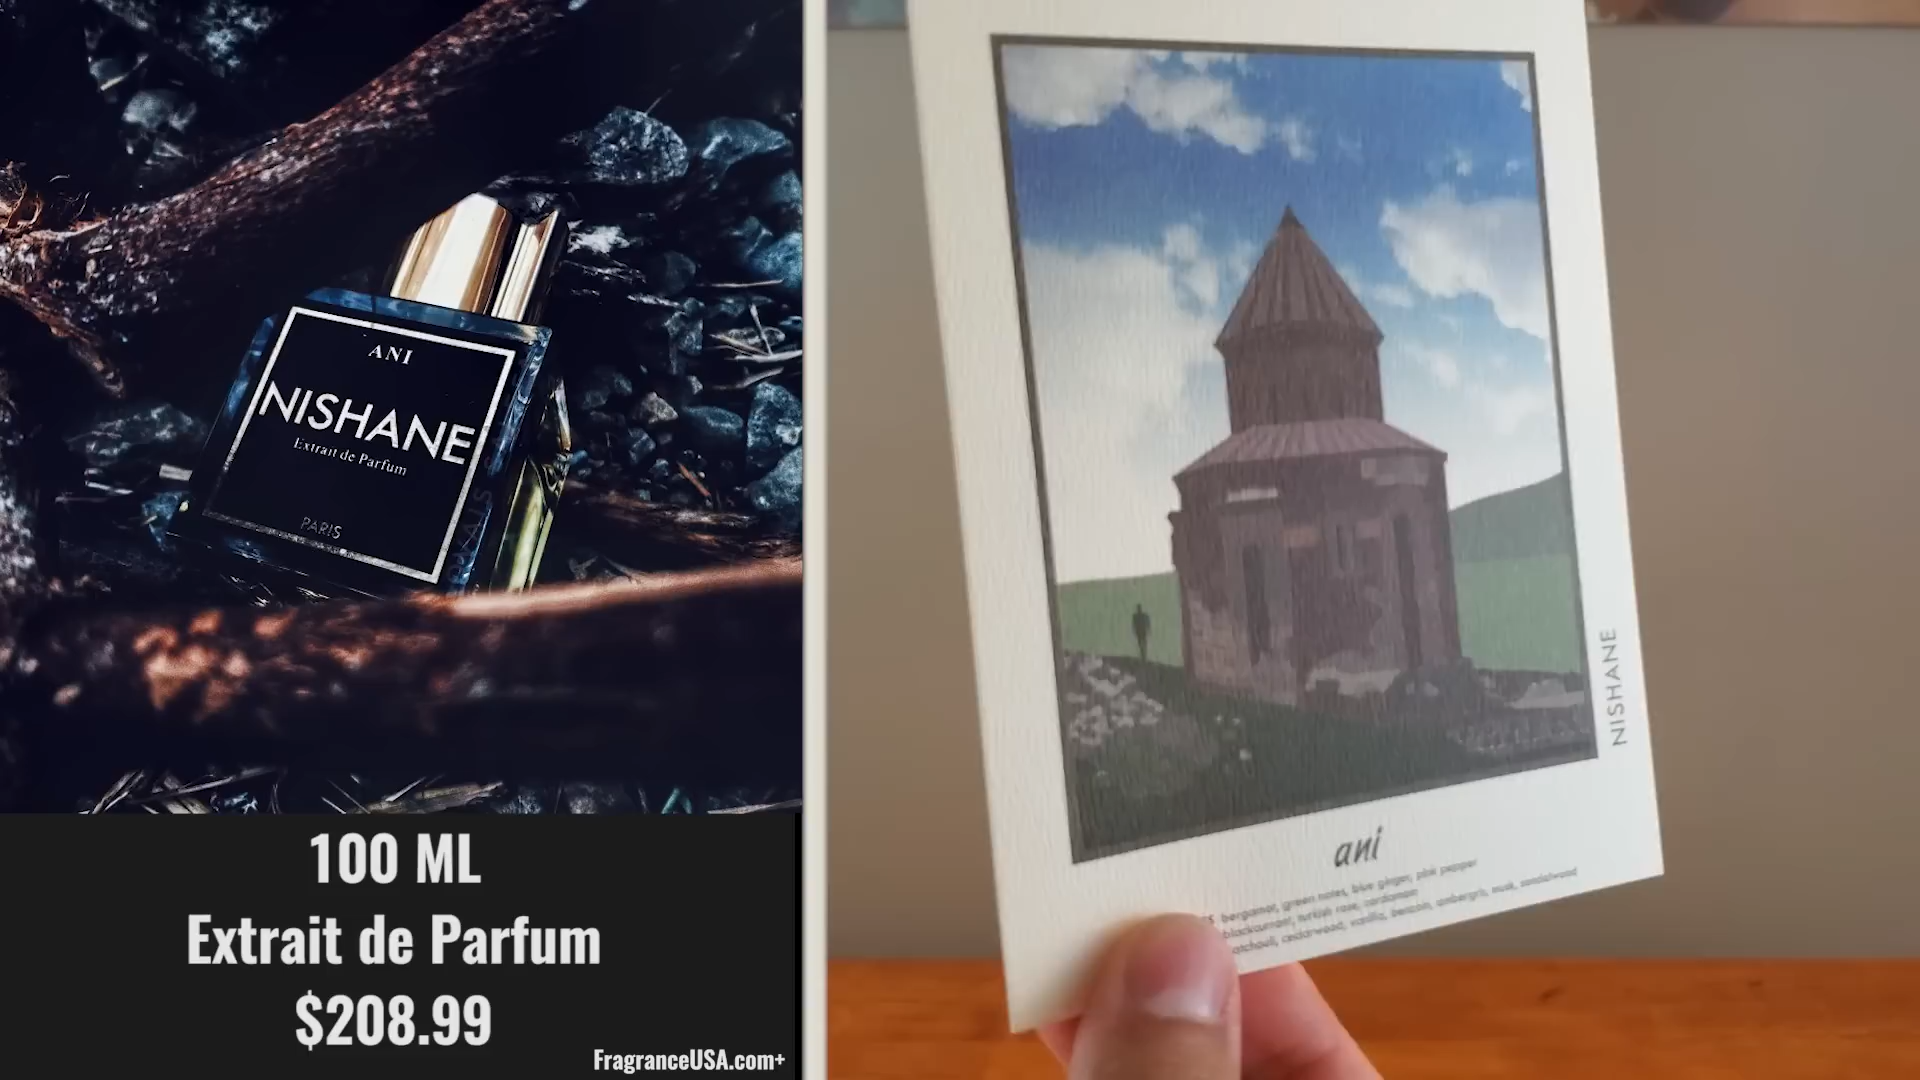 ANI
NISHANE
Extrait de Parfum
PARIS
100 ML
Extrait de Parfum
$208.99
FragranceUSA.com+
NISHANE
ani
bergamot, green notes, blue ginger, pink pepper
blackcurrant, turkish rose, cardamom
patchouli, cedarwood, vanilla, benzoin, ambergris, musk, sandalwood